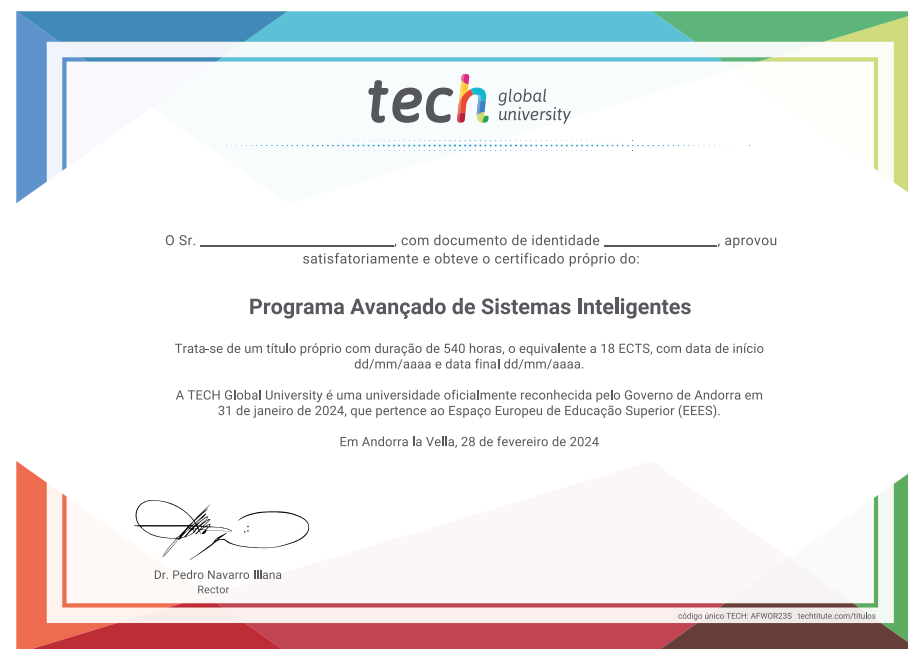 tech global
university
O Sr. ____________________, com documento de identidade ____________, aprovou
satisfatoriamente e obteve o certificado próprio do:
Programa Avançado de Sistemas Inteligentes
Trata-se de um título próprio com duração de 540 horas, o equivalente a 18 ECTS, com data de início
dd/mm/aaaa e data final dd/mm/aaaa.
A TECH Global University é uma universidade oficialmente reconhecida pelo Governo de Andorra em
31 de janeiro de 2024, que pertence ao Espaço Europeu de Educação Superior (EEES).
Em Andorra la Vella, 28 de fevereiro de 2024
Dr. Pedro Navarro Illana
Rector
código único TECH: AFWOR23S techtitute.com/títulos